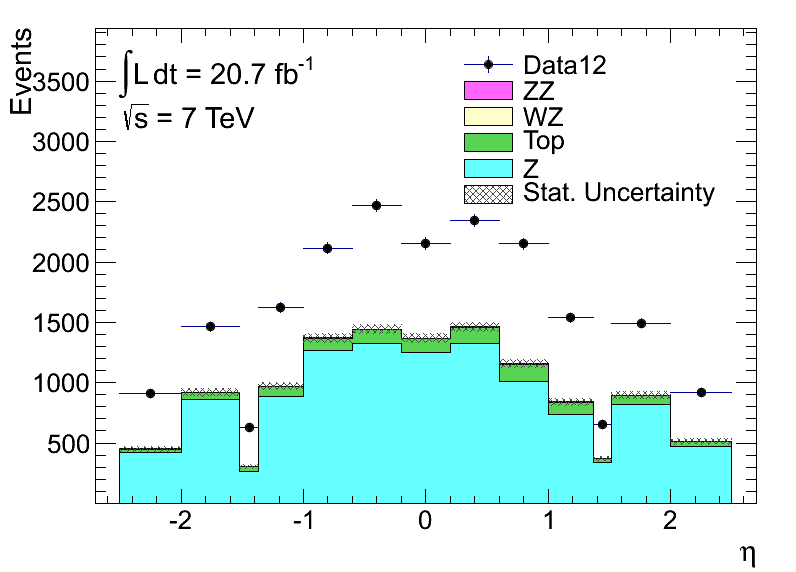 Events
∫L dt = 20.7 fb⁻¹
√s = 7 TeV
Data12
ZZ
WZ
Top
Z
Stat. Uncertainty
3500
3000
2500
2000
1500
1000
500
-2 -1 0 1 2
η